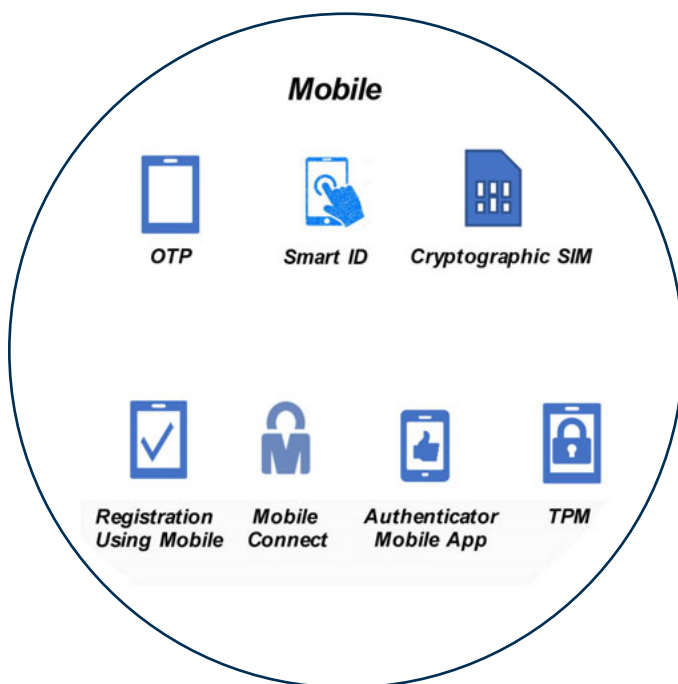 Mobile
OTP
Smart ID
Cryptographic SIM
Registration
Using Mobile
Mobile
Connect
Authenticator
Mobile App
TPM